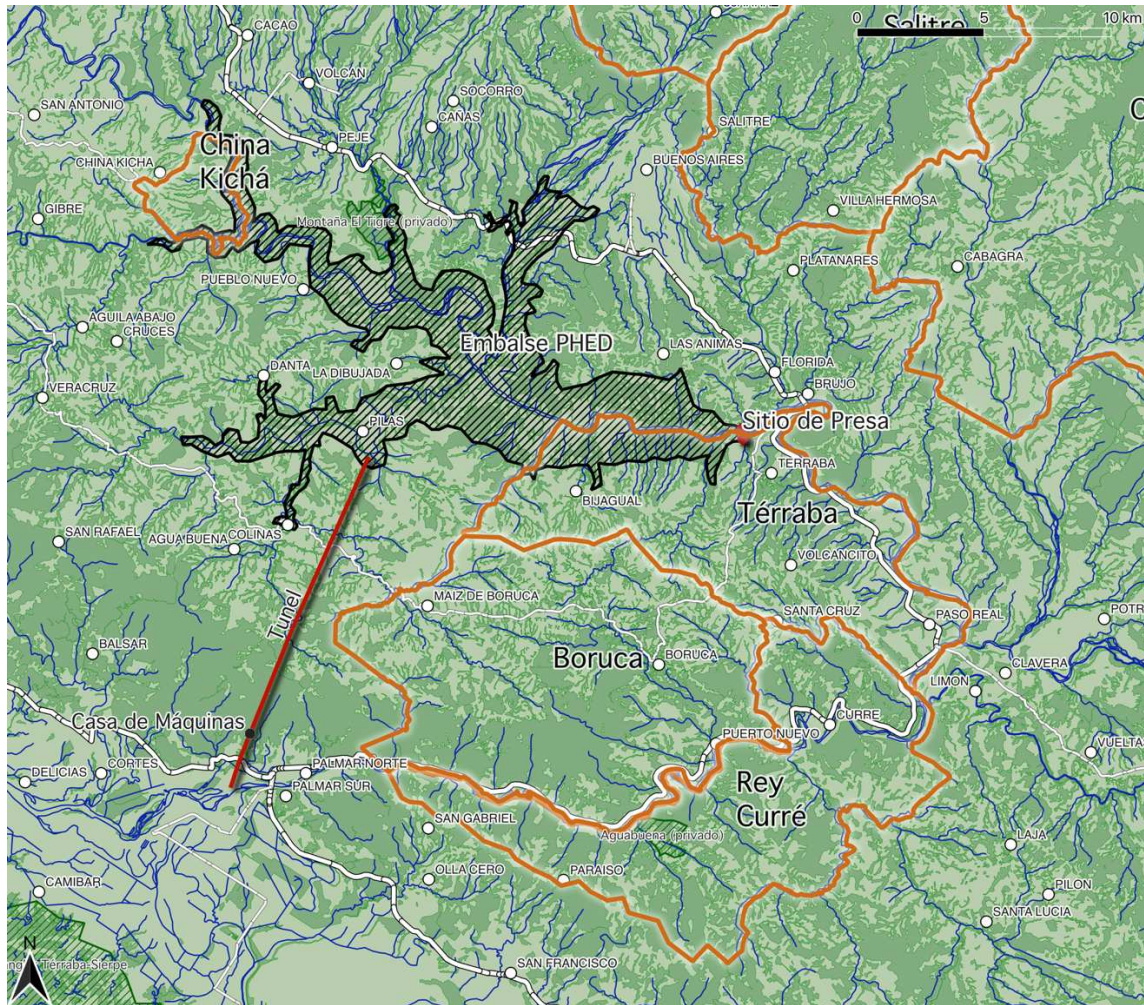 CACAO
0 5 10 km
Salitre
VOLCAN
SOCORRO
SAN ANTONIO
CAÑAS
SALITRE
China
Kichá
PEJE
CHINA KICHA
BUENOS AIRES
GIBRE
Montaña El Tigre (privado)
VILLA HERMOSA
PUEBLO NUEVO
PLATANARES
CABAGRA
AGUILA ABAJO
CRUCES
Embalse PHED
LAS ANIMAS
DANTA
LA DIBUJADA
FLORIDA
VERACRUZ
BRUJO
PILAS
Sitio de Presa
TERRABA
BIJAGUAL
Térraba
SAN RAFAEL
AGUA BUENA
COLINAS
VOLCANCITO
Tunel
MAIZ DE BORUCA
SANTA CRUZ
PASO REAL
POTR
BALSAR
Boruca
BORUCA
CLAVERA
LIMON
Casa de Máquinas
CURRE
PUERTO NUEVO
VUELTAS
DELICIAS
CORTES
PALMAR NORTE
PALMAR SUR
Rey
Curré
SAN GABRIEL
Aguabuena (privado)
LAJA
OLLA CERO
PARAISO
CAMIBAR
PILON
SANTA LUCIA
N
Térraba-Sierpe
SAN FRANCISCO